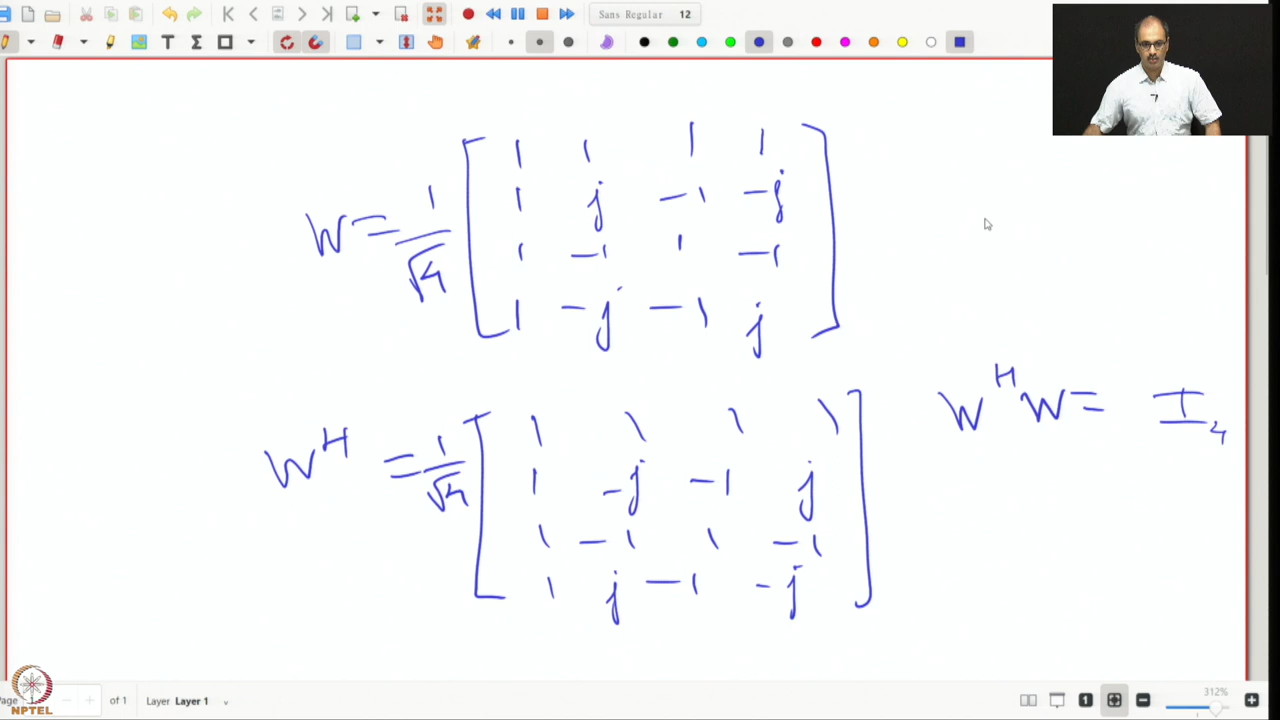 Sans Regular 12
W = 1/√4 [ 1 1 1 1
1 j -1 -j
1 -1 1 -1
1 -j -1 j ]
W^H = 1/√4 [ 1 1 1 1
1 -j -1 j
1 -1 1 -1
1 j -1 -j ]
W^H W = I_4
Page 1 of 1 Layer Layer 1 312%
NPTEL